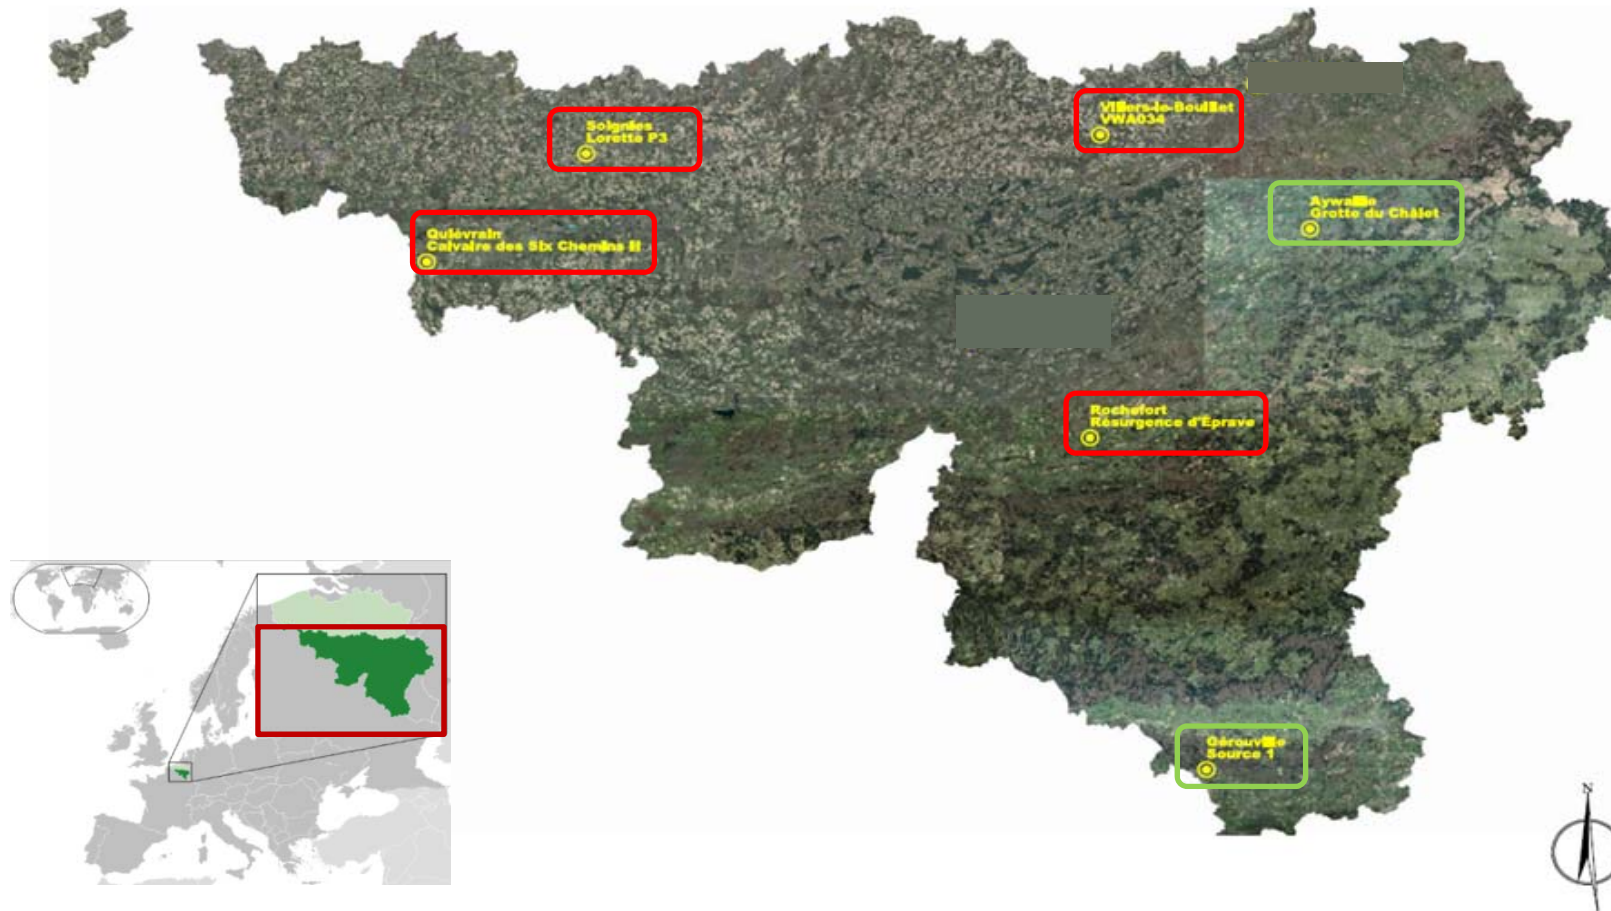 Villers-le-Bouillet
VWA034
Soignies
Lorette P3
Aywaille
Grotte du Châlet
Quiévrain
Calvaire des Six Chemins II
Rochefort
Résurgence d'Eprave
Gérouville
Source 1
N